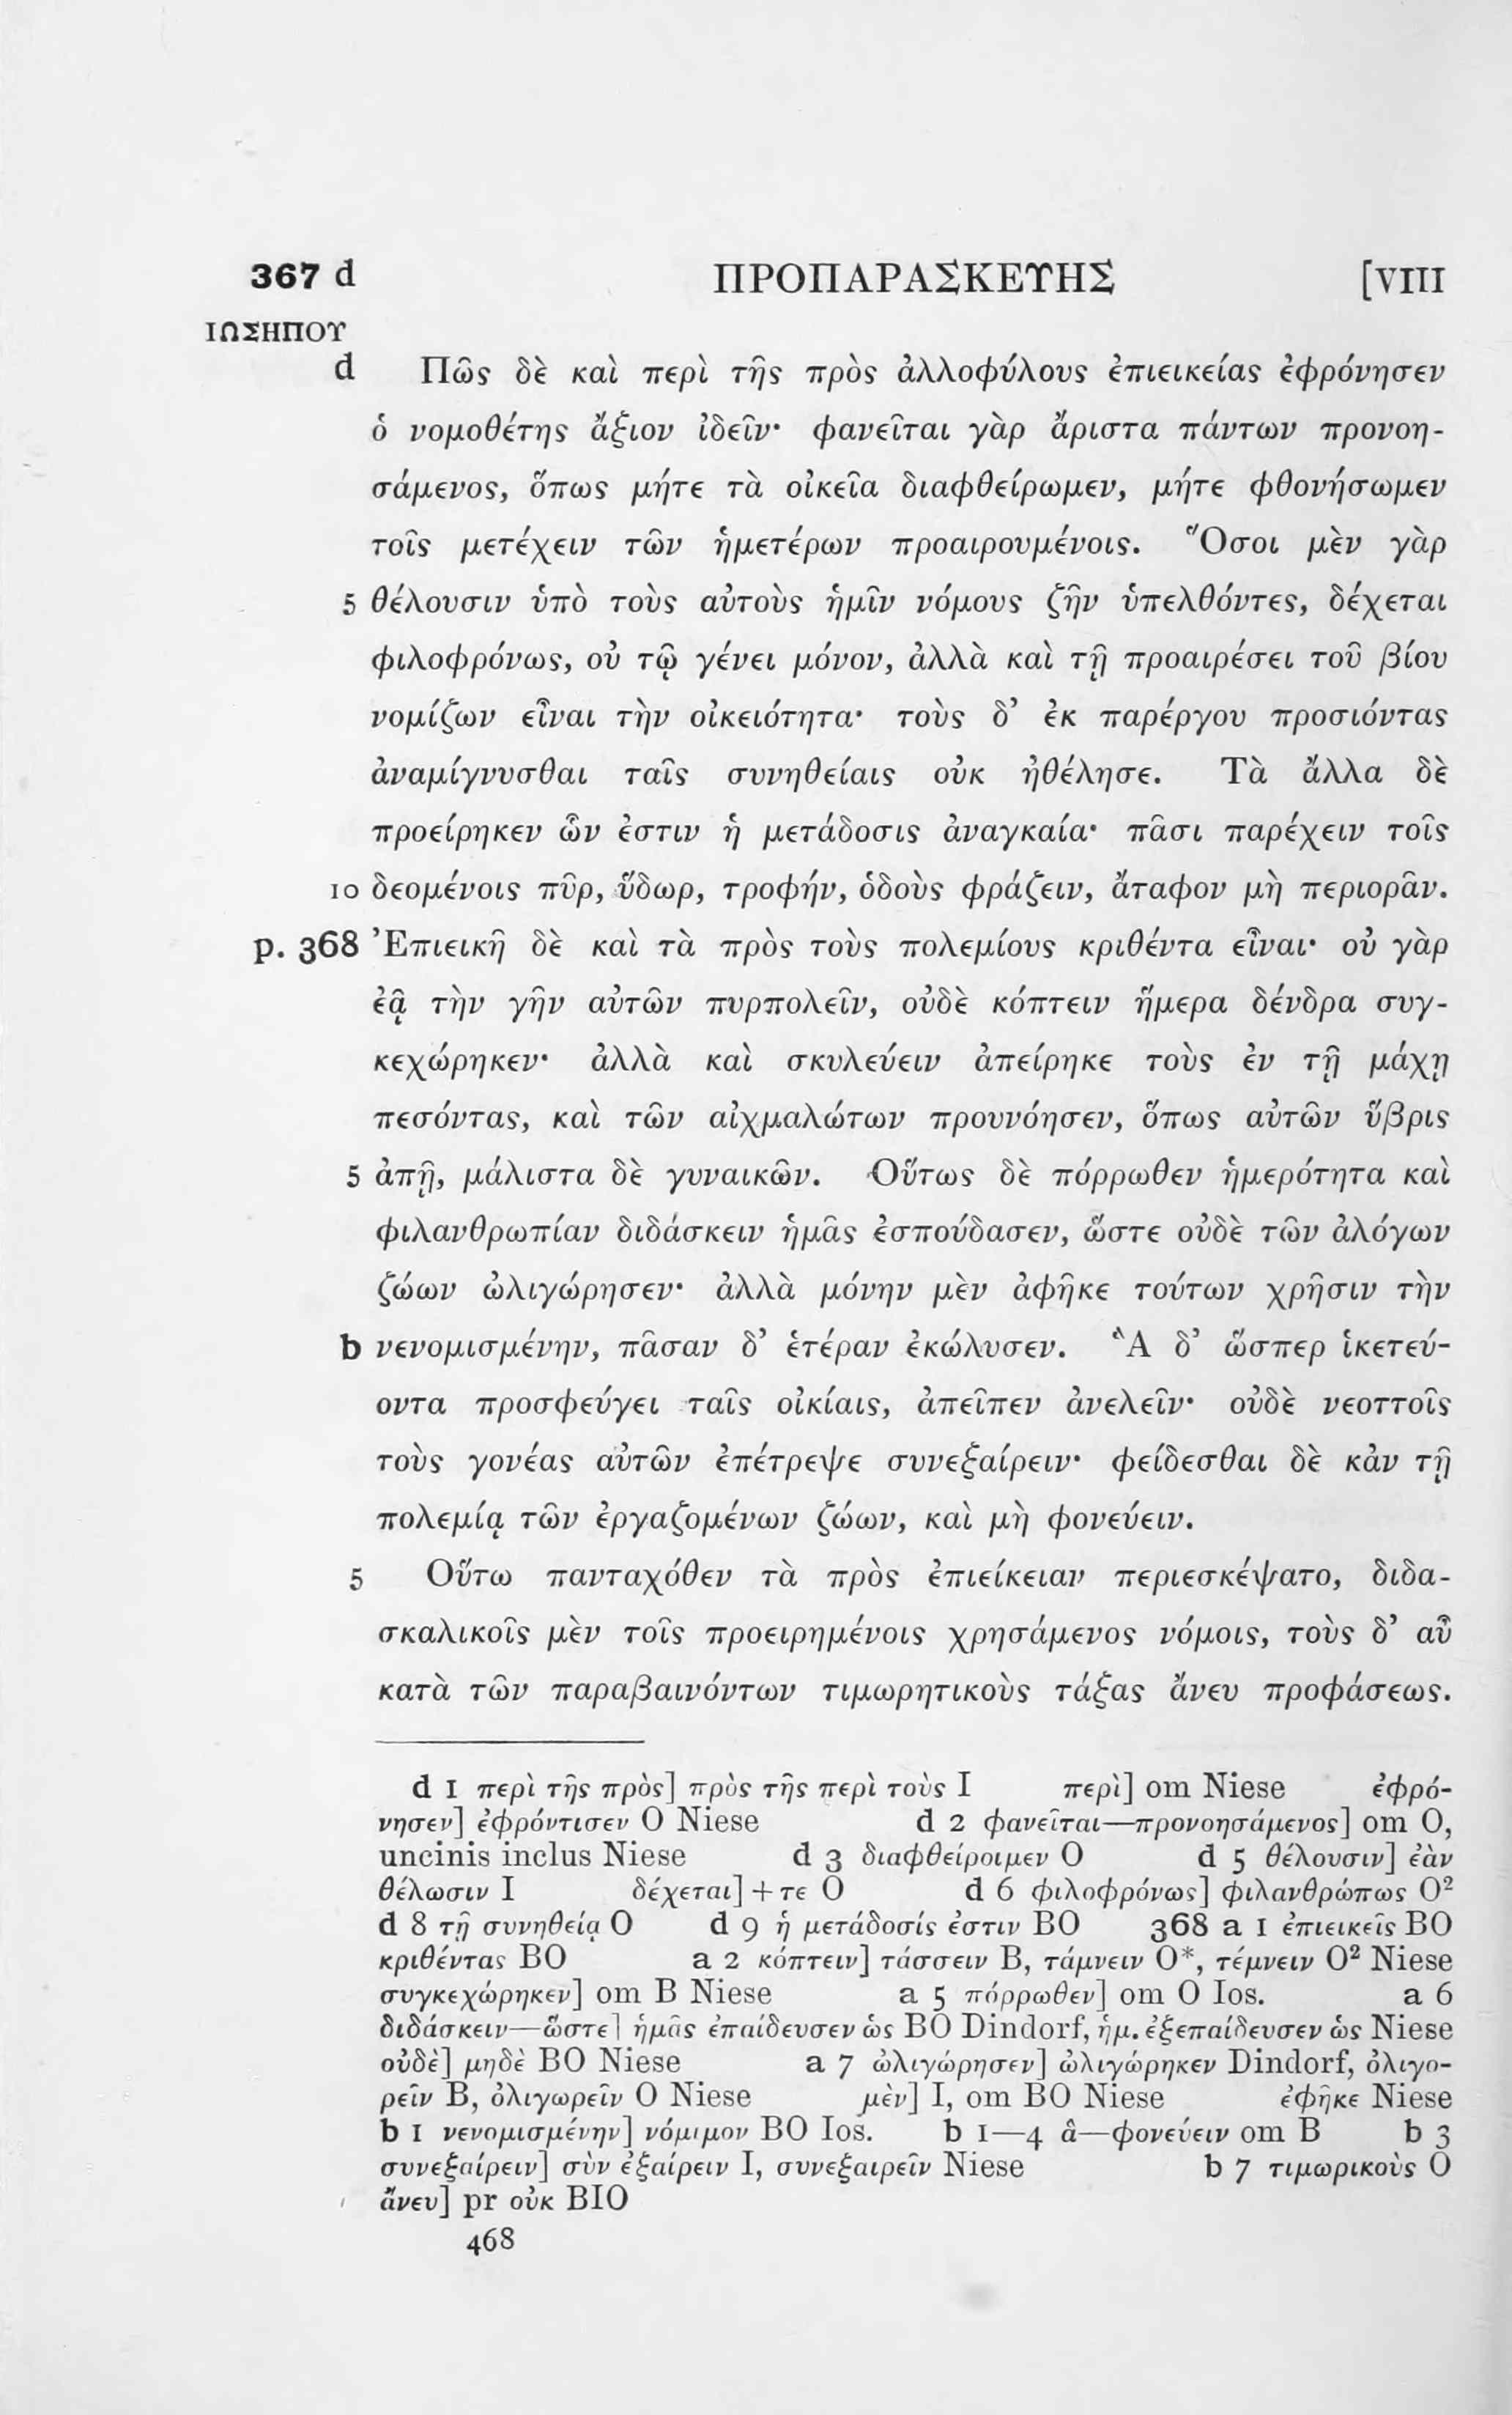 367 d ΠΡΟΠΑΡΑΣΚΕΥΗΣ [VIII
ΙΩΣΗΠΟΥ
d Πῶς δὲ καὶ περὶ τῆς πρὸς ἀλλοφύλους ἐπιεικείας ἐφρόνησεν
ὁ νομοθέτης ἄξιον ἰδεῖν· φανεῖται γὰρ ἄριστα πάντων προνοη-
σάμενος, ὅπως μήτε τὰ οἰκεῖα διαφθείρωμεν, μήτε φθονήσωμεν
τοῖς μετέχειν τῶν ἡμετέρων προαιρουμένοις. Ὅσοι μὲν γὰρ
5 θέλουσιν ὑπὸ τοὺς αὐτοὺς ἡμῖν νόμους ζῆν ὑπελθόντες, δέχεται
φιλοφρόνως, οὐ τῷ γένει μόνον, ἀλλὰ καὶ τῇ προαιρέσει τοῦ βίου
νομίζων εἶναι τὴν οἰκειότητα· τοὺς δ' ἐκ παρέργου προσιόντας
ἀναμίγνυσθαι ταῖς συνηθείαις οὐκ ἠθέλησε. Τὰ ἄλλα δὲ
προείρηκεν ὧν ἐστιν ἡ μετάδοσις ἀναγκαία· πᾶσι παρέχειν τοῖς
10 δεομένοις πῦρ, ὕδωρ, τροφήν, ὁδοὺς φράζειν, ἄταφον μὴ περιορᾶν.
p. 368 Ἐπιεικῆ δὲ καὶ τὰ πρὸς τοὺς πολεμίους κριθέντα εἶναι· οὐ γὰρ
ἐᾷ τὴν γῆν αὐτῶν πυρπολεῖν, οὐδὲ κόπτειν ἥμερα δένδρα συγ-
κεχώρηκεν· ἀλλὰ καὶ σκυλεύειν ἀπείρηκε τοὺς ἐν τῇ μάχῃ
πεσόντας, καὶ τῶν αἰχμαλώτων προυνόησεν, ὅπως αὐτῶν ὕβρις
5 ἀπῇ, μάλιστα δὲ γυναικῶν. Οὕτως δὲ πόρρωθεν ἡμερότητα καὶ
φιλανθρωπίαν διδάσκειν ἡμᾶς ἐσπούδασεν, ὥστε οὐδὲ τῶν ἀλόγων
ζώων ὠλιγώρησεν· ἀλλὰ μόνην μὲν ἀφῆκε τούτων χρῆσιν τὴν
b νενομισμένην, πᾶσαν δ' ἑτέραν ἐκώλυσεν. Ἃ δ' ὥσπερ ἱκετεύ-
οντα προσφεύγει ταῖς οἰκίαις, ἀπεῖπεν ἀνελεῖν· οὐδὲ νεοττοῖς
τοὺς γονέας αὐτῶν ἐπέτρεψε συνεξαίρειν· φείδεσθαι δὲ κἀν τῇ
πολεμίᾳ τῶν ἐργαζομένων ζώων, καὶ μὴ φονεύειν.
5 Οὕτω πανταχόθεν τὰ πρὸς ἐπιείκειαν περιεσκέψατο, διδα-
σκαλικοῖς μὲν τοῖς προειρημένοις χρησάμενος νόμοις, τοὺς δ' αὖ
κατὰ τῶν παραβαινόντων τιμωρητικοὺς τάξας ἄνευ προφάσεως.
d 1 περὶ τῆς πρὸς] πρὸς τῆς περὶ τοὺς I περὶ] om Niese ἐφρό-
νησεν] ἐφρόντισεν O Niese d 2 φανεῖται—προνοησάμενος] om O,
uncinis inclus Niese d 3 διαφθείροιμεν O d 5 θέλουσιν] ἐὰν
θέλωσιν I δέχεται]+τε O d 6 φιλοφρόνως] φιλανθρώπως O²
d 8 τῇ συνηθείᾳ O d 9 ἡ μετάδοσίς ἐστιν BO 368 a 1 ἐπιεικεῖς BO
κριθέντας BO a 2 κόπτειν] τάσσειν B, τάμνειν O*, τέμνειν O² Niese
συγκεχώρηκεν] om B Niese a 5 πόρρωθεν] om O Ios. a 6
διδάσκειν—ὥστε] ἡμᾶς ἐπαίδευσεν ὡς BO Dindorf, ἡμ. ἐξεπαίδευσεν ὡς Niese
οὐδὲ] μηδὲ BO Niese a 7 ὠλιγώρησεν] ὠλιγώρηκεν Dindorf, ὀλιγο-
ρεῖν B, ὀλιγωρεῖν O Niese μὲν] I, om BO Niese ἐφῆκε Niese
b 1 νενομισμένην] νόμιμον BO Ios. b 1—4 ἃ—φονεύειν om B b 3
συνεξαίρειν] σὺν ἐξαίρειν I, συνεξαιρεῖν Niese b 7 τιμωρικοὺς O
ἄνευ] pr οὐκ BIO
468